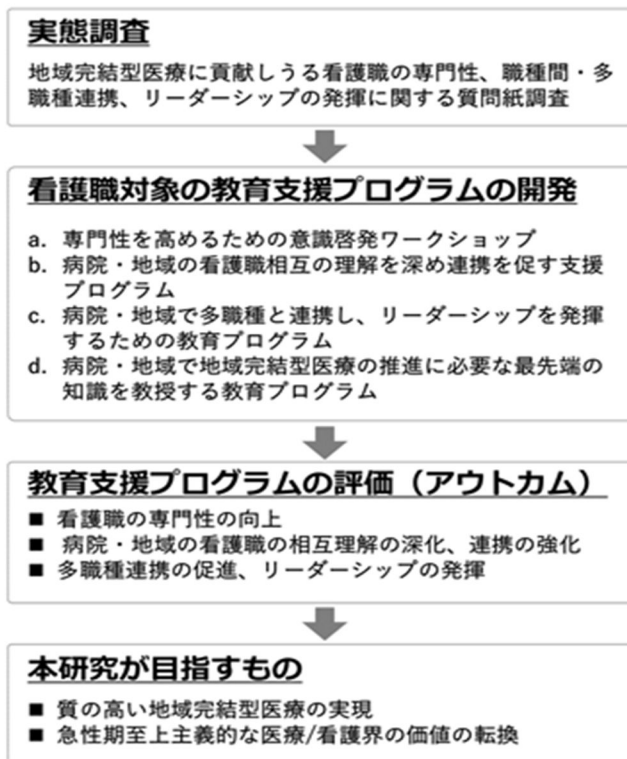 実態調査
地域完結型医療に貢献しうる看護職の専門性、職種間・多
職種連携、リーダーシップの発揮に関する質問紙調査
看護職対象の教育支援プログラムの開発
a. 専門性を高めるための意識啓発ワークショップ
b. 病院・地域の看護職相互の理解を深め連携を促す支援
プログラム
c. 病院・地域で多職種と連携し、リーダーシップを発揮
するための教育プログラム
d. 病院・地域で地域完結型医療の推進に必要な最先端の
知識を教授する教育プログラム
教育支援プログラムの評価（アウトカム）
■ 看護職の専門性の向上
■ 病院・地域の看護職の相互理解の深化、連携の強化
■ 多職種連携の促進、リーダーシップの発揮
本研究が目指すもの
■ 質の高い地域完結型医療の実現
■ 急性期至上主義的な医療/看護界の価値の転換